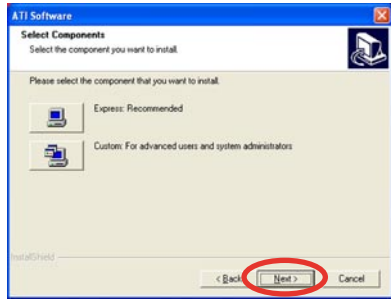 ATI Software
Select Components
Select the component you want to install.
Please select the component that you want to install.
Express: Recommended
Custom: For advanced users and system administrators
InstallShield
< Back Next > Cancel